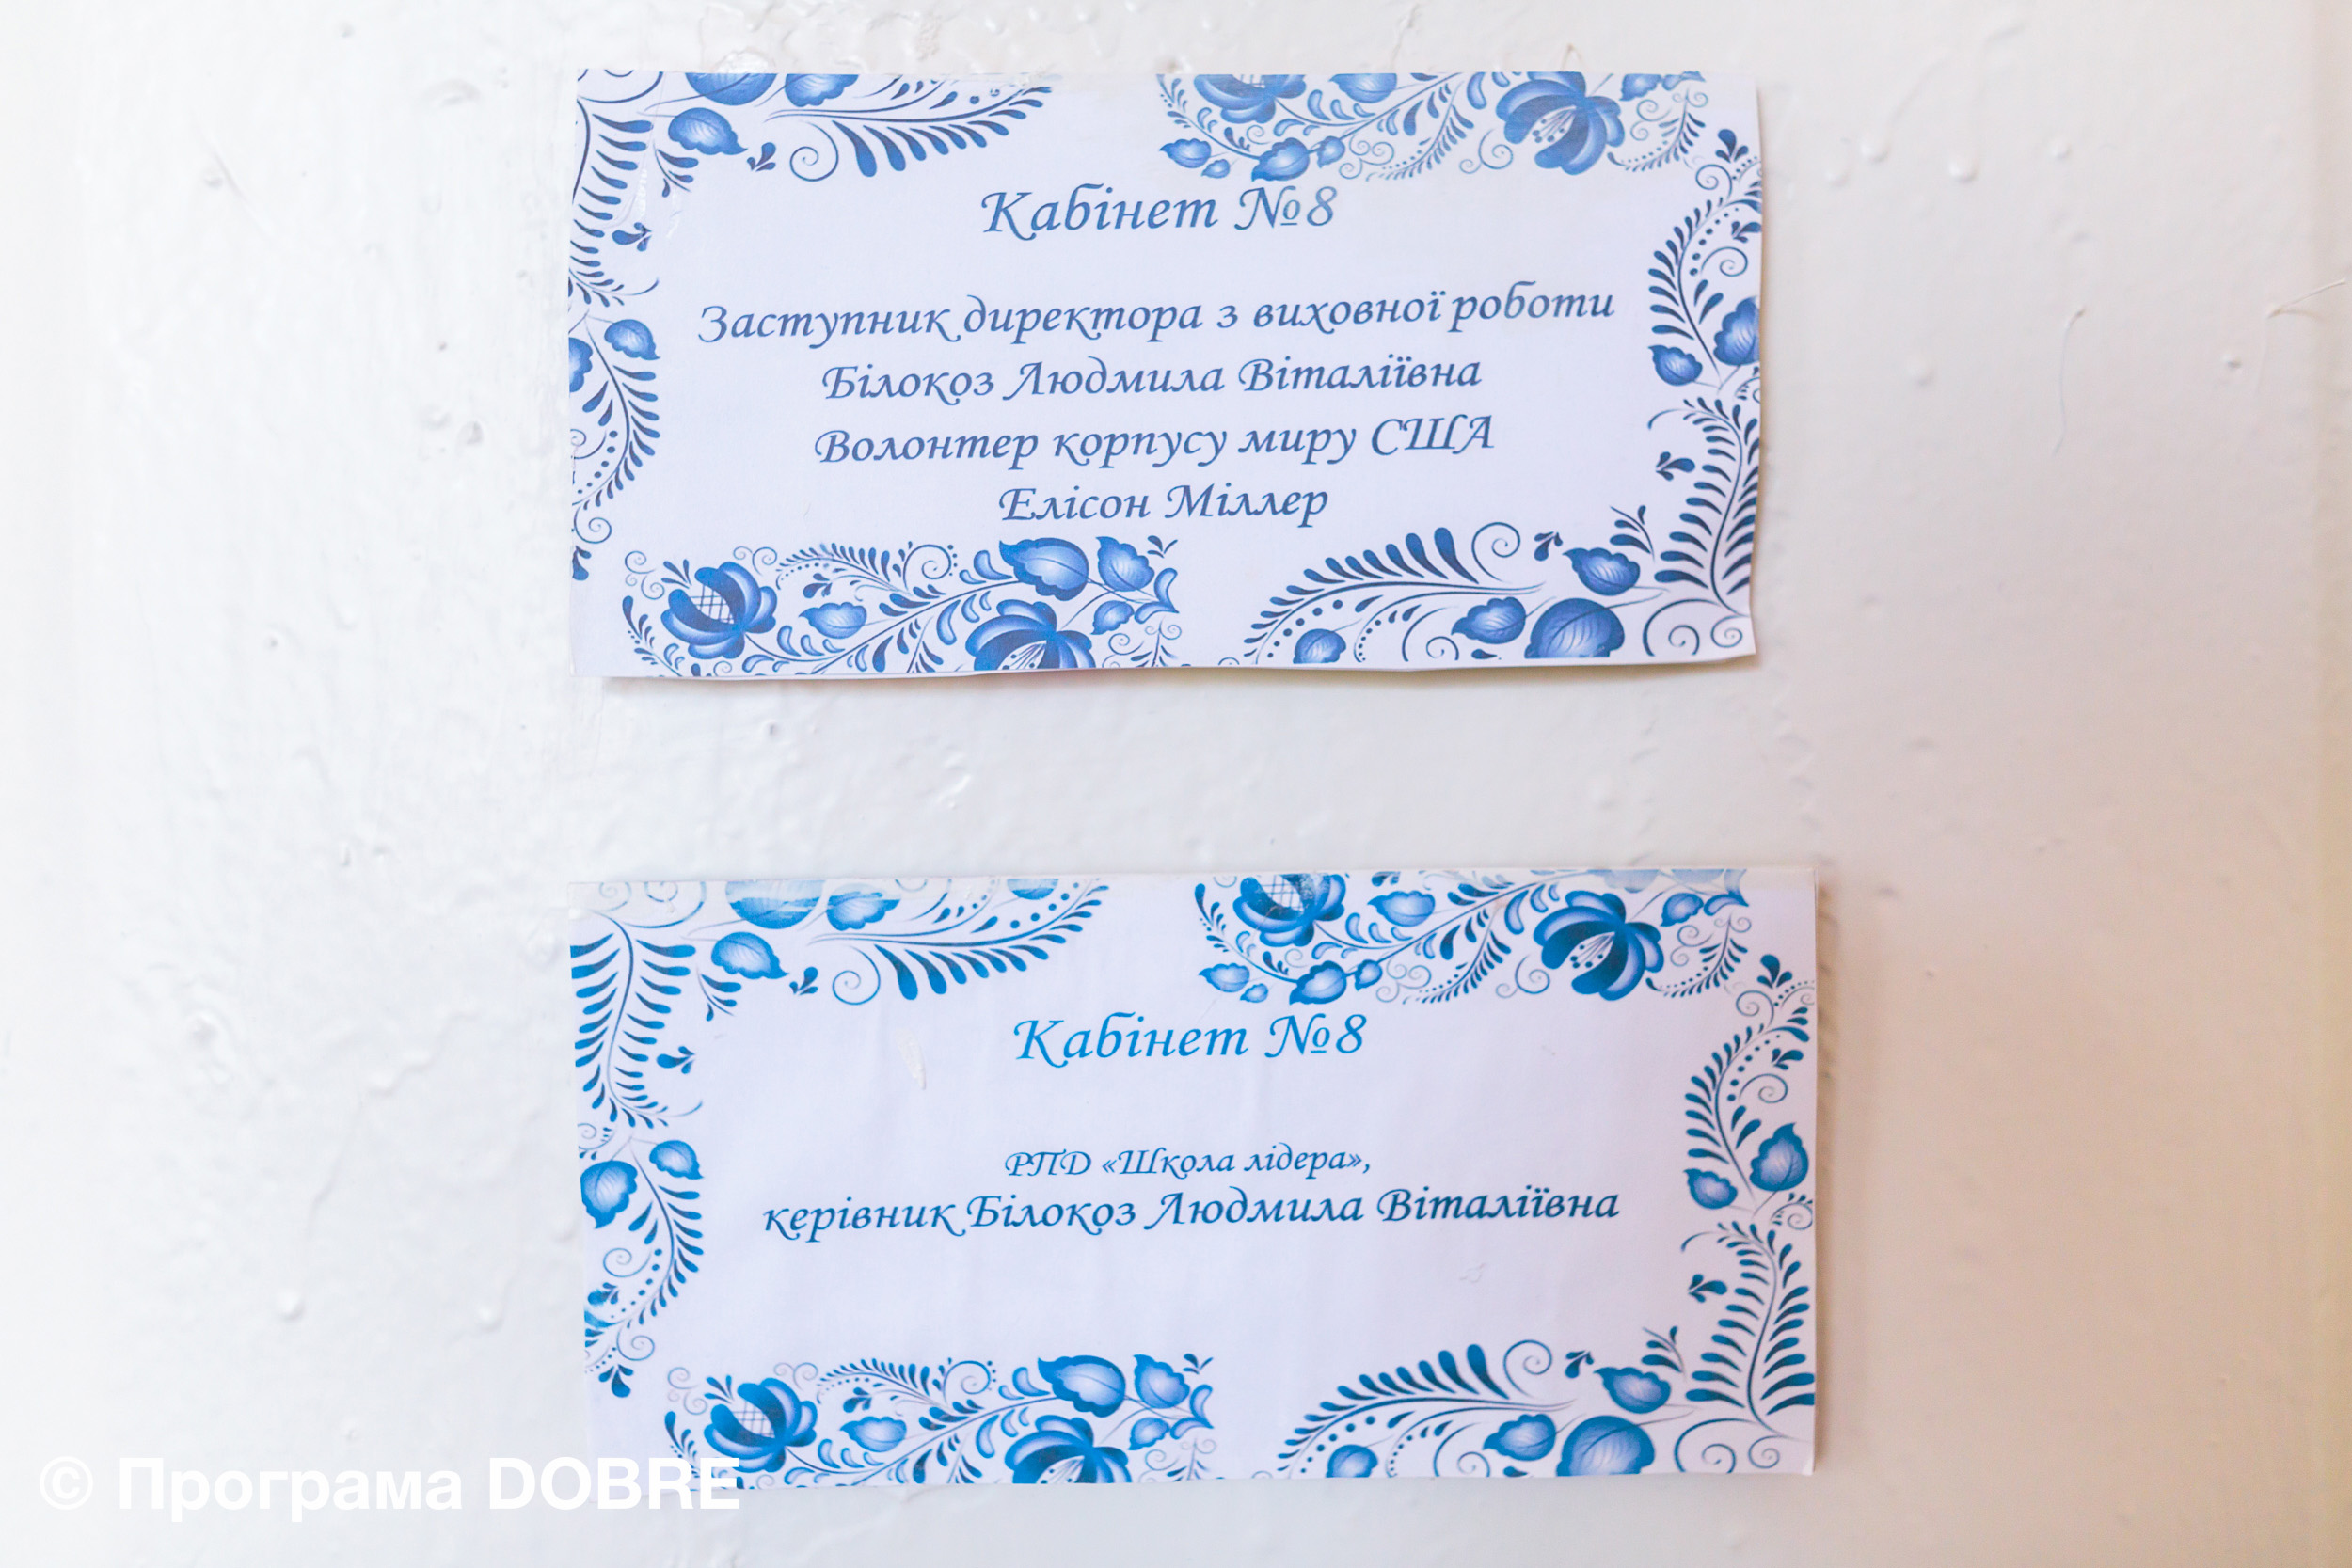 Кабінет №8
Заступник директора з виховної роботи
Білокоз Людмила Віталіївна
Волонтер корпусу миру США
Елісон Міллер
Кабінет №8
РПД «Школа лідера»,
керівник Білокоз Людмила Віталіївна
© Програма DOBRE